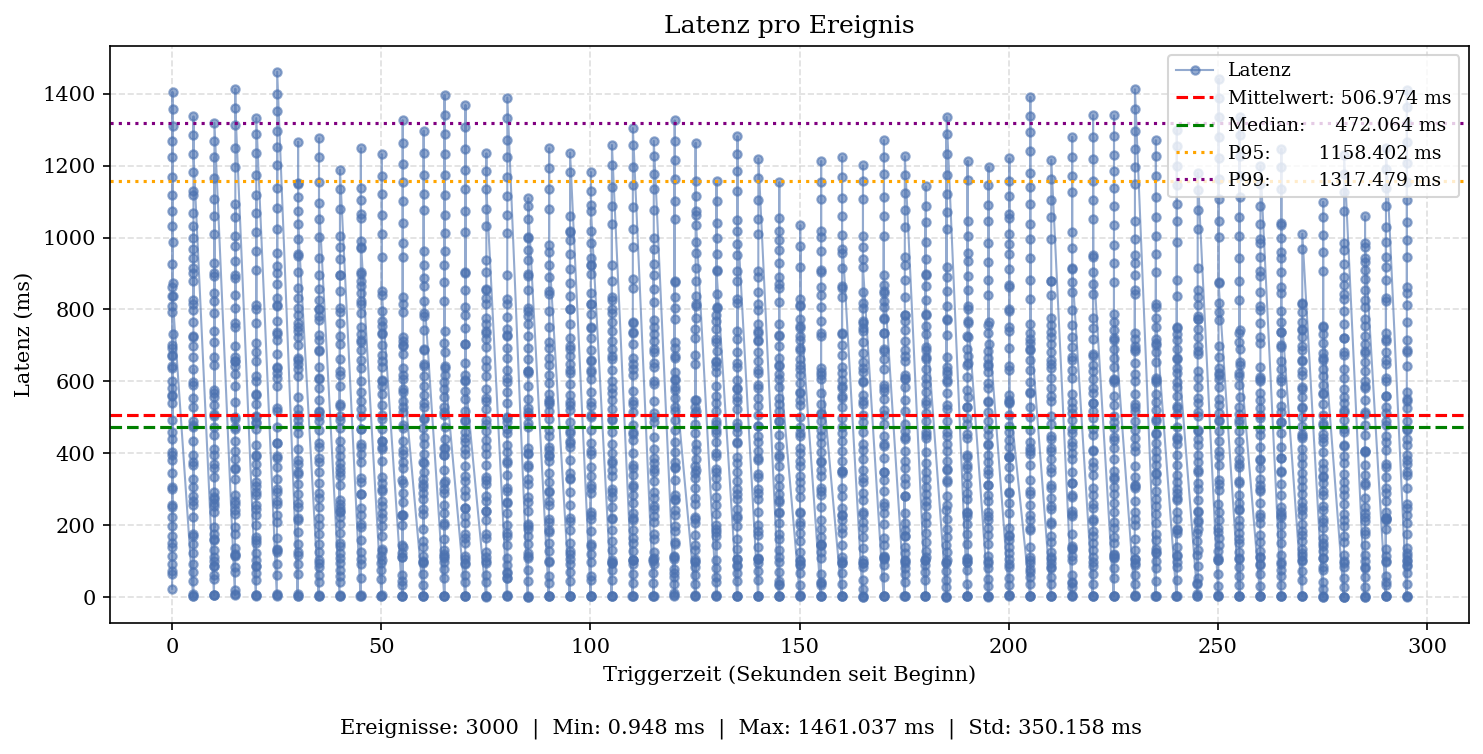 Latenz pro Ereignis
Latenz (ms)
1400
1200
1000
800
600
400
200
0
Latenz
Mittelwert: 506.974 ms
Median: 472.064 ms
P95: 1158.402 ms
P99: 1317.479 ms
0 50 100 150 200 250 300
Triggerzeit (Sekunden seit Beginn)
Ereignisse: 3000 | Min: 0.948 ms | Max: 1461.037 ms | Std: 350.158 ms